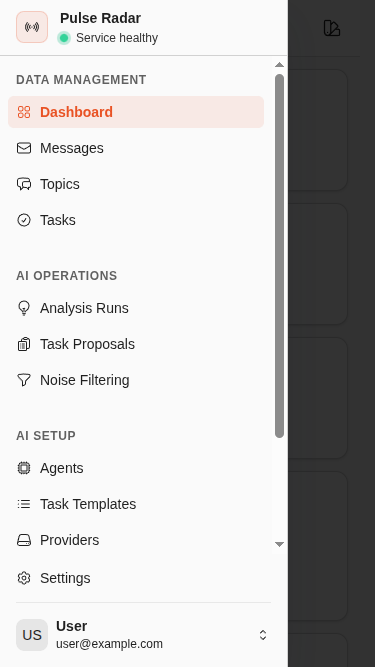 Pulse Radar
Service healthy
DATA MANAGEMENT
Dashboard
Messages
Topics
Tasks
AI OPERATIONS
Analysis Runs
Task Proposals
Noise Filtering
AI SETUP
Agents
Task Templates
Providers
Settings
US
User
user@example.com